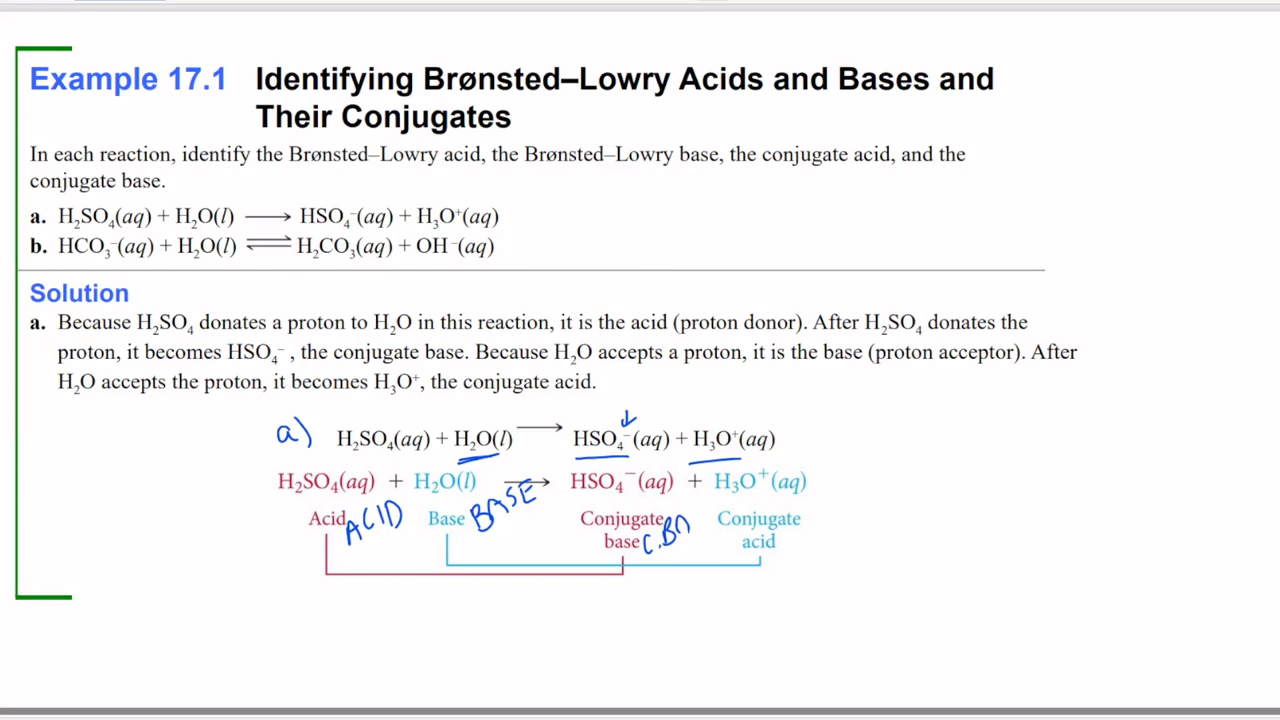 Example 17.1 Identifying Brønsted–Lowry Acids and Bases and
Their Conjugates
In each reaction, identify the Brønsted–Lowry acid, the Brønsted–Lowry base, the conjugate acid, and the
conjugate base.
a. H₂SO₄(aq) + H₂O(l) ⟶ HSO₄⁻(aq) + H₃O⁺(aq)
b. HCO₃⁻(aq) + H₂O(l) ⇌ H₂CO₃(aq) + OH⁻(aq)
Solution
a. Because H₂SO₄ donates a proton to H₂O in this reaction, it is the acid (proton donor). After H₂SO₄ donates the
proton, it becomes HSO₄⁻, the conjugate base. Because H₂O accepts a proton, it is the base (proton acceptor). After
H₂O accepts the proton, it becomes H₃O⁺, the conjugate acid.
a) H₂SO₄(aq) + H₂O(l) ⟶ HSO₄⁻(aq) + H₃O⁺(aq)
H₂SO₄(aq) + H₂O(l) ⟶ HSO₄⁻(aq) + H₃O⁺(aq)
Acid ACID Base BASE Conjugate Conjugate
base C.BA acid